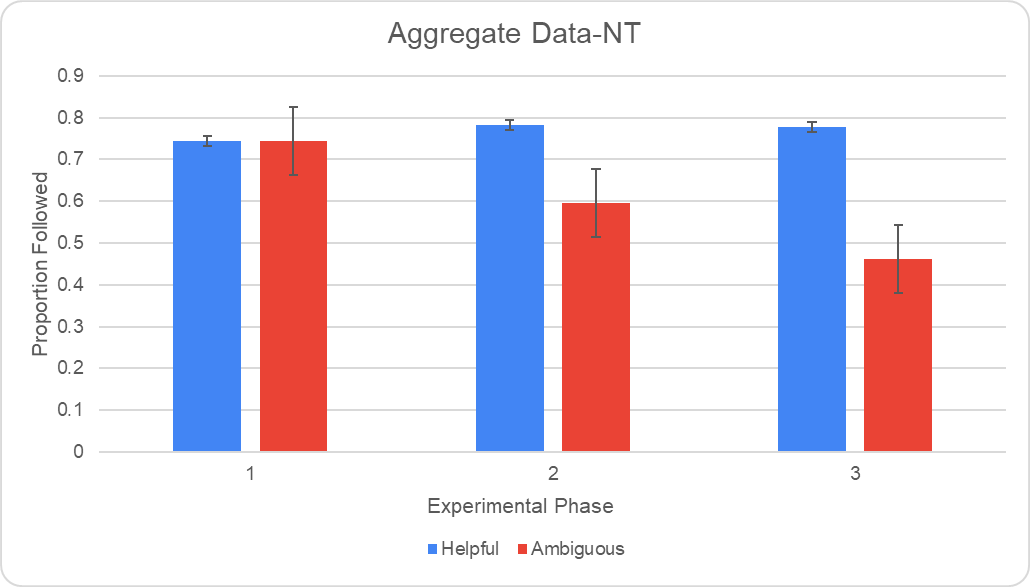 Aggregate Data-NT
0.9
0.8
0.7
0.6
0.5
0.4
0.3
0.2
0.1
0
Proportion Followed
1 2 3
Experimental Phase
Helpful Ambiguous